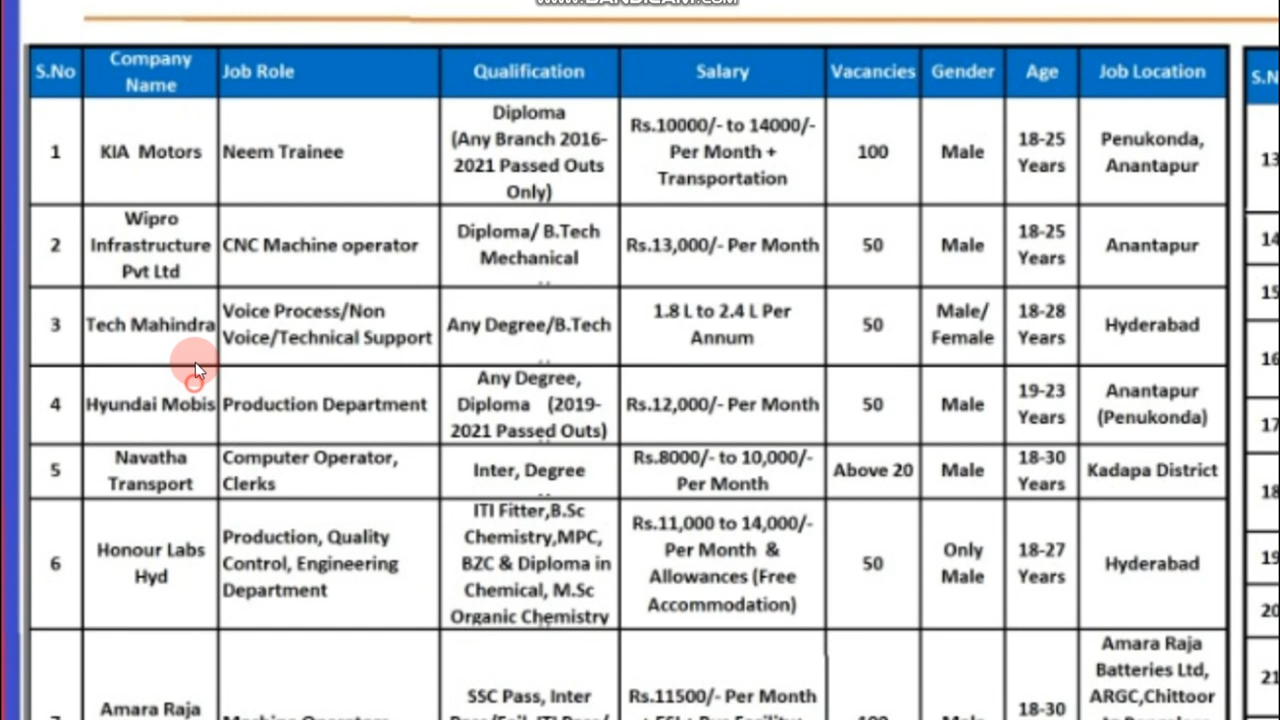 www.BANDICAM.com
S.No
Company
Name
Job Role
Qualification
Salary
Vacancies
Gender
Age
Job Location
1
KIA Motors
Neem Trainee
Diploma
(Any Branch 2016-
2021 Passed Outs
Only)
Rs.10000/- to 14000/-
Per Month +
Transportation
100
Male
18-25
Years
Penukonda,
Anantapur
2
Wipro
Infrastructure
Pvt Ltd
CNC Machine operator
Diploma/ B.Tech
Mechanical
Rs.13,000/- Per Month
50
Male
18-25
Years
Anantapur
3
Tech Mahindra
Voice Process/Non
Voice/Technical Support
Any Degree/B.Tech
1.8 L to 2.4 L Per
Annum
50
Male/
Female
18-28
Years
Hyderabad
4
Hyundai Mobis
Production Department
Any Degree,
Diploma (2019-
2021 Passed Outs)
Rs.12,000/- Per Month
50
Male
19-23
Years
Anantapur
(Penukonda)
5
Navatha
Transport
Computer Operator,
Clerks
Inter, Degree
Rs.8000/- to 10,000/-
Per Month
Above 20
Male
18-30
Years
Kadapa District
6
Honour Labs
Hyd
Production, Quality
Control, Engineering
Department
ITI Fitter,B.Sc
Chemistry,MPC,
BZC & Diploma in
Chemical, M.Sc
Organic Chemistry
Rs.11,000 to 14,000/-
Per Month &
Allowances (Free
Accommodation)
50
Only
Male
18-27
Years
Hyderabad
Amara Raja
SSC Pass, Inter
Rs.11500/- Per Month
18-30
Amara Raja
Batteries Ltd,
ARGC,Chittoor
S.N
13
14
15
16
17
18
19
20
21